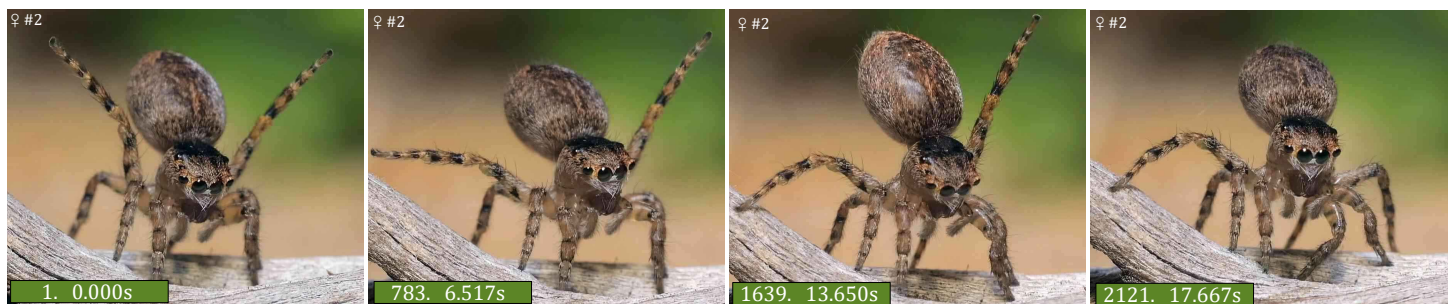 ♀ #2
♀ #2
♀ #2
♀ #2
1. 0.000s
783. 6.517s
1639. 13.650s
2121. 17.667s